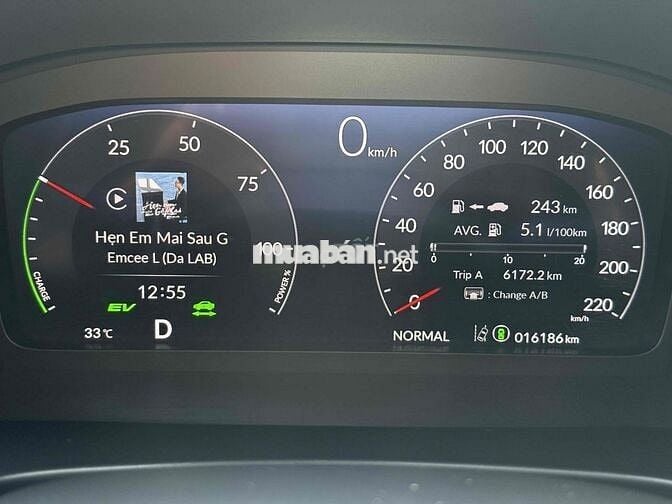 25
50
75
100
CHARGE
POWER %
Hẹn Em Mai Sau G
Emcee L (Da LAB)
12:55
EV
33 °C
D
0 km/h
muaban.net
0
20
40
60
80
100
120
140
160
180
200
220
km/h
243 km
AVG. 5.1 l/100km
0 10 20
Trip A 6172.2 km
: Change A/B
NORMAL
016186 km